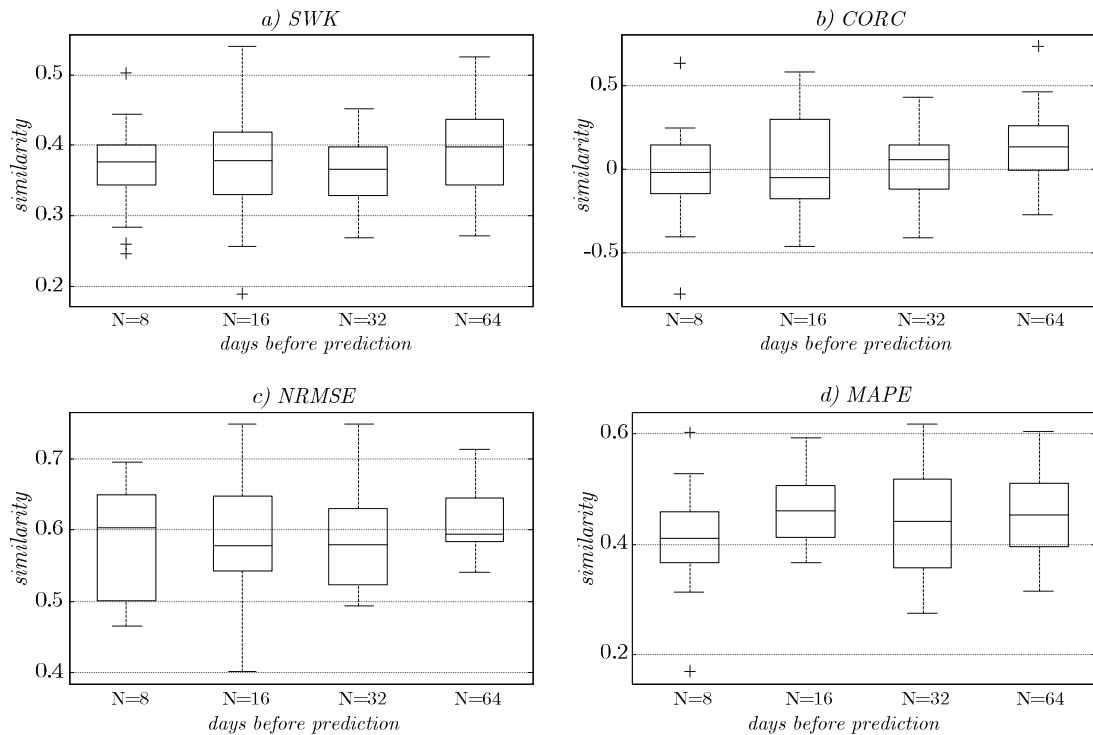 a) SWK
similarity
0.5
0.4
0.3
0.2
N=8 N=16 N=32 N=64
days before prediction
b) CORC
similarity
0.5
0
-0.5
N=8 N=16 N=32 N=64
days before prediction
c) NRMSE
similarity
0.7
0.6
0.5
0.4
N=8 N=16 N=32 N=64
days before prediction
d) MAPE
similarity
0.6
0.4
0.2
N=8 N=16 N=32 N=64
days before prediction